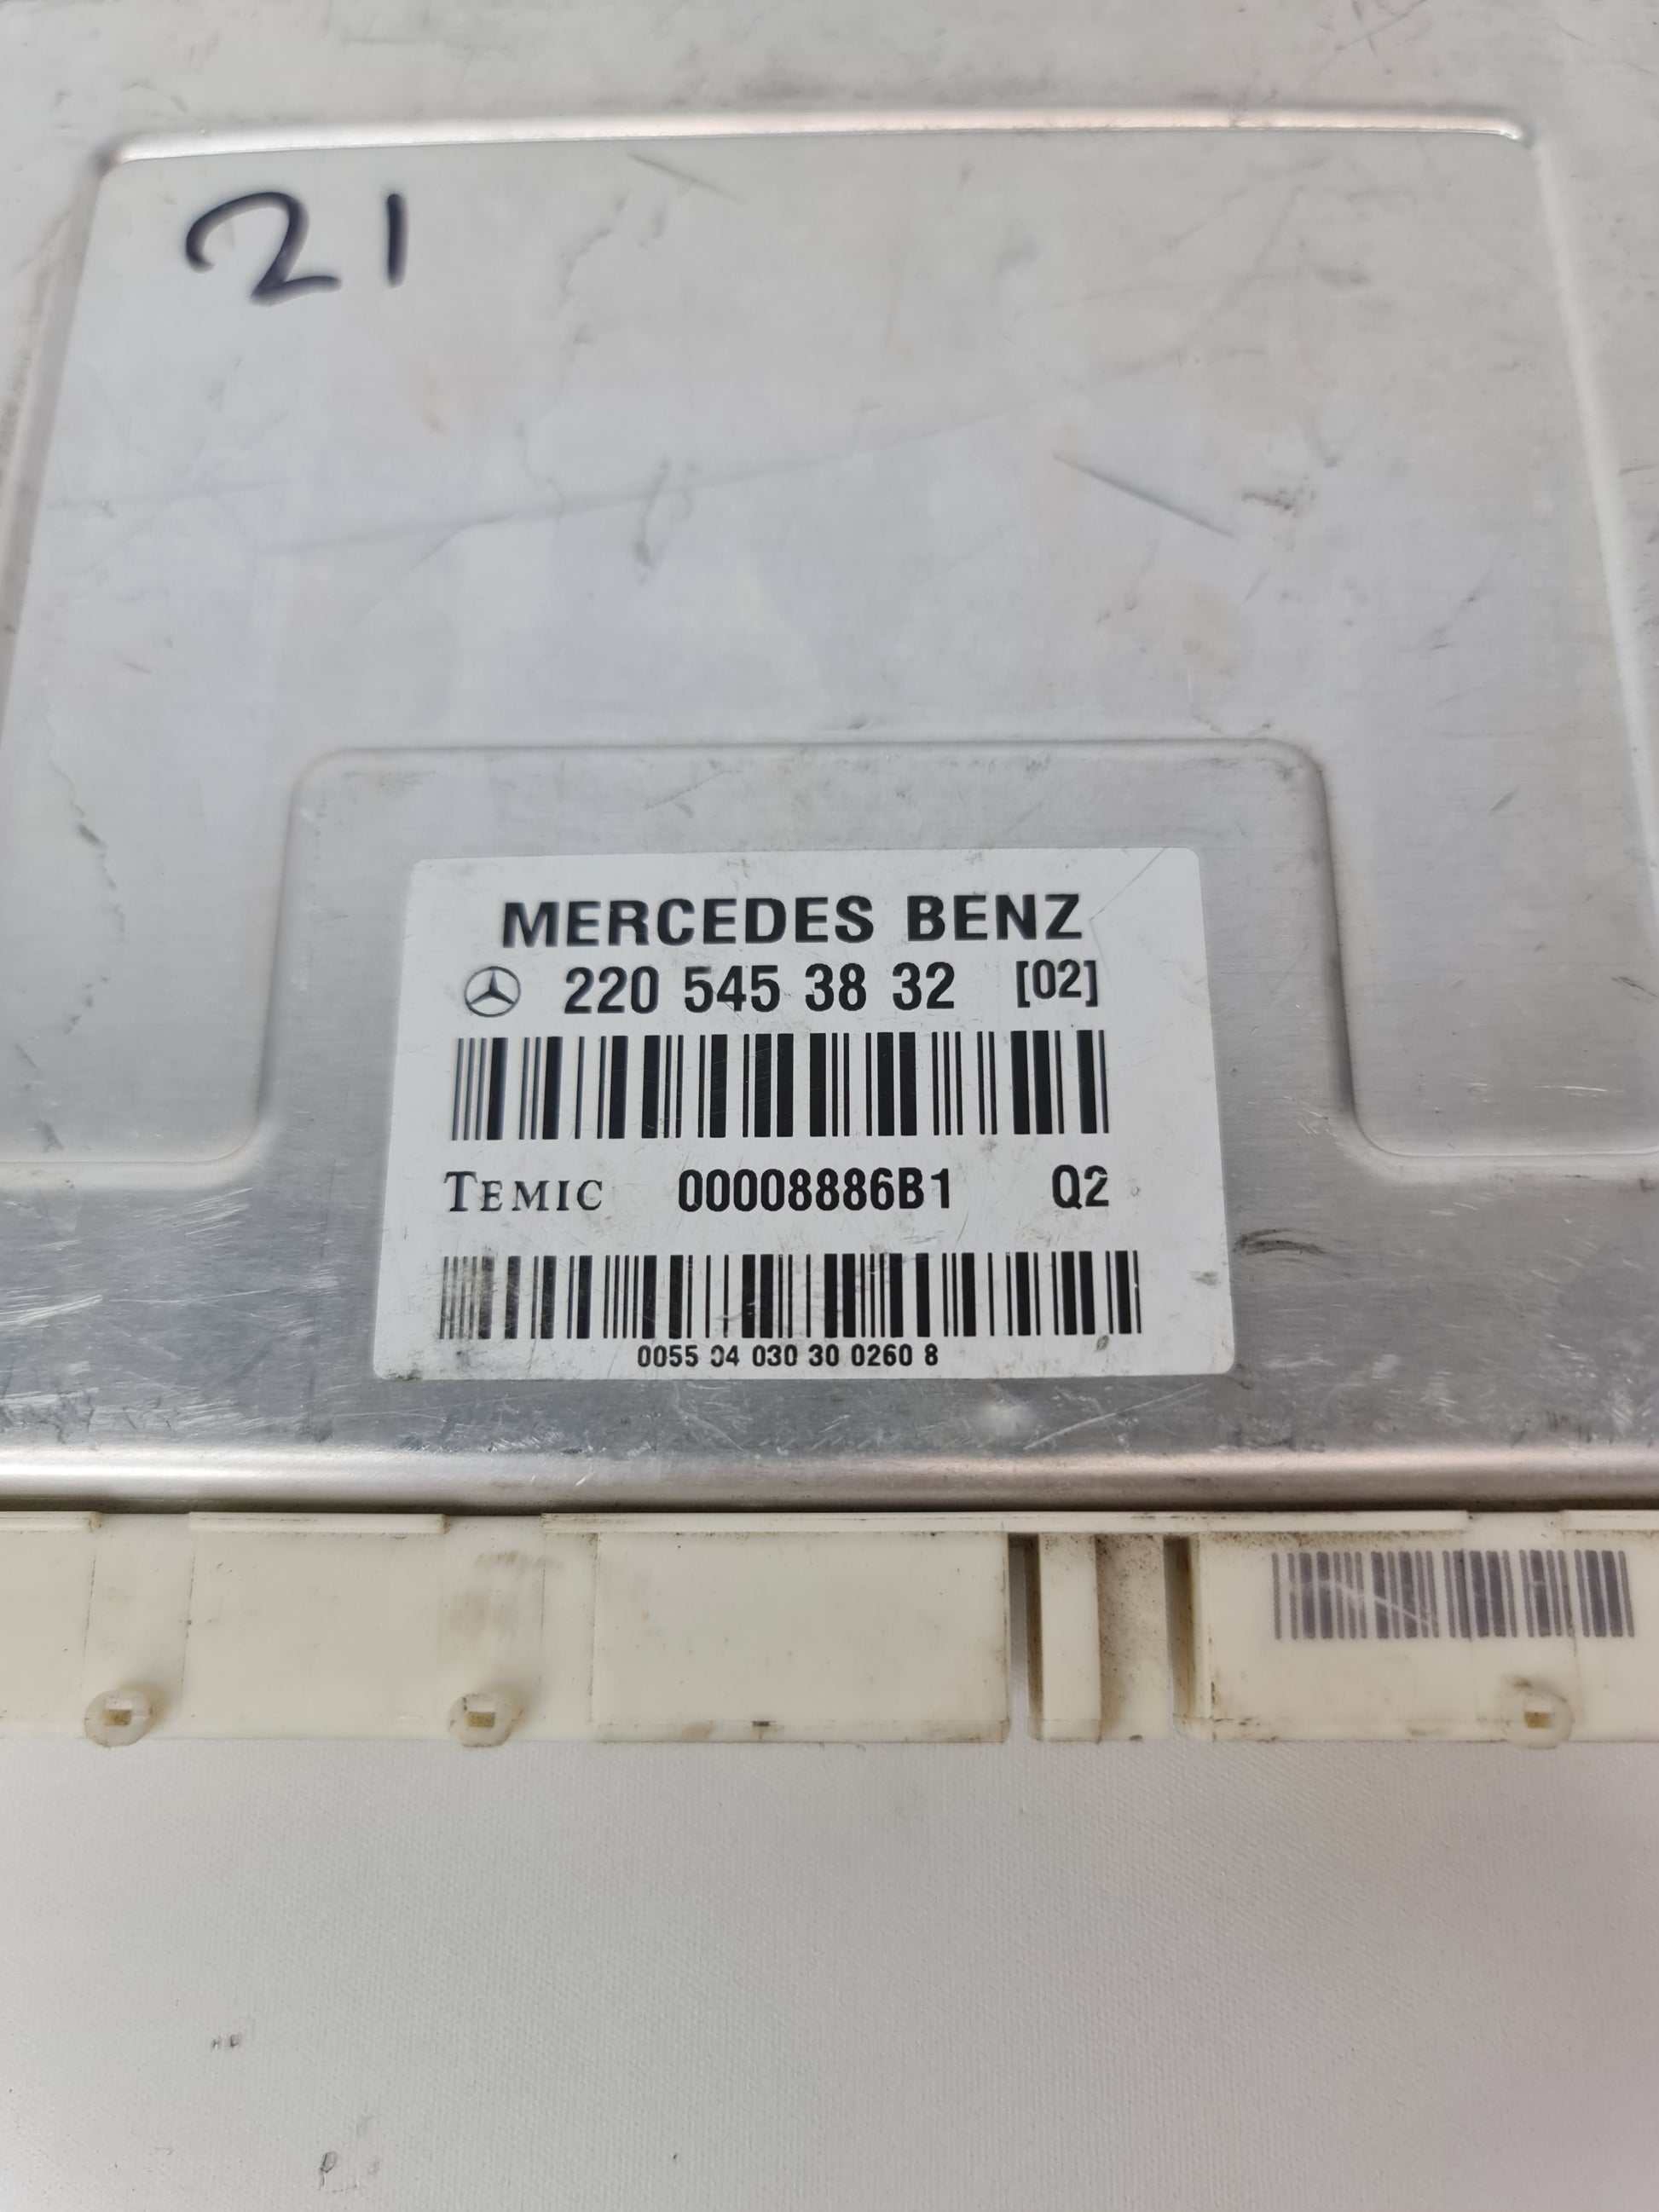 21
MERCEDES BENZ
220 545 38 32 [02]
TEMIC 00008886B1 Q2
0055 04 030 30 0260 8